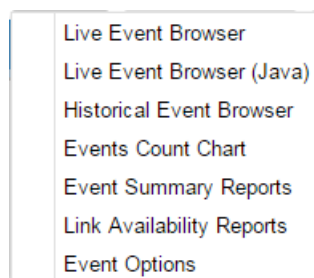 Live Event Browser
Live Event Browser (Java)
Historical Event Browser
Events Count Chart
Event Summary Reports
Link Availability Reports
Event Options